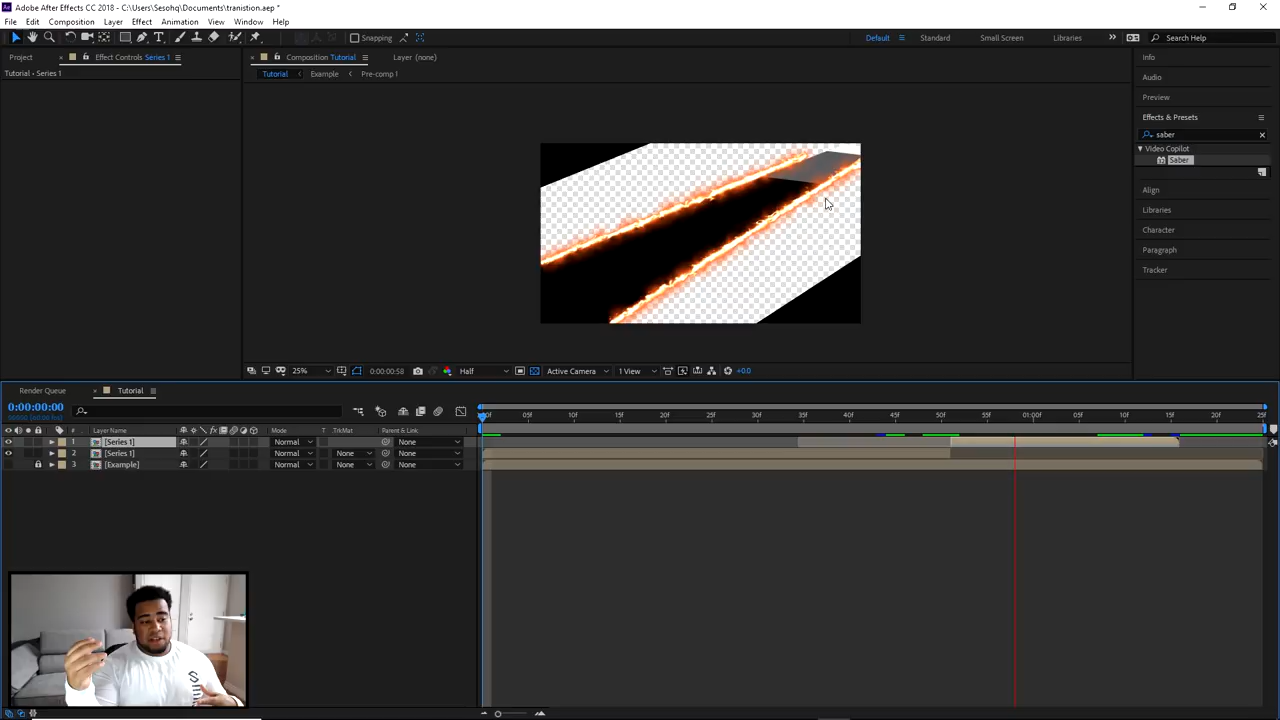 Adobe After Effects CC 2018 - C:\Users\Sesohq\Documents\tranistion.aep *
File Edit Composition Layer Effect Animation View Window Help
Snapping
Default Standard Small Screen Libraries Search Help
Project Effect Controls Series 1
Composition Tutorial Layer (none)
Info
Tutorial • Series 1
Tutorial Example Pre-comp I
Audio
Preview
Effects & Presets
saber
Video Copilot
Saber
Align
Libraries
Character
Paragraph
Tracker
25% 0:00:00:58 Half Active Camera 1 View +0.0
Render Queue Tutorial
0:00:00:00
05f 10f 15f 20f 25f 30f 35f 40f 45f 50f 55f 01:00f 05f 10f 15f 20f 25f
# Layer Name Mode T .TrkMat Parent & Link
1 [Series 1] Normal None
2 [Series 1] Normal None None
3 [Example] Normal None None